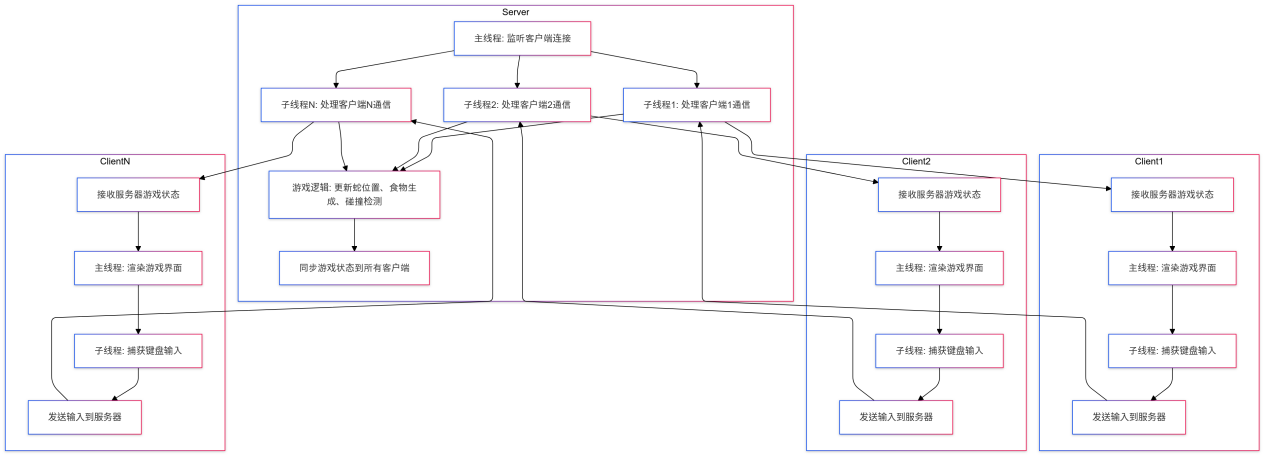 Server
主线程: 监听客户端连接
子线程N: 处理客户端N通信
子线程2: 处理客户端2通信
子线程1: 处理客户端1通信
游戏逻辑: 更新蛇位置、食物生
成、碰撞检测
同步游戏状态到所有客户端
ClientN
接收服务器游戏状态
主线程: 渲染游戏界面
子线程: 捕获键盘输入
发送输入到服务器
Client2
接收服务器游戏状态
主线程: 渲染游戏界面
子线程: 捕获键盘输入
发送输入到服务器
Client1
接收服务器游戏状态
主线程: 渲染游戏界面
子线程: 捕获键盘输入
发送输入到服务器